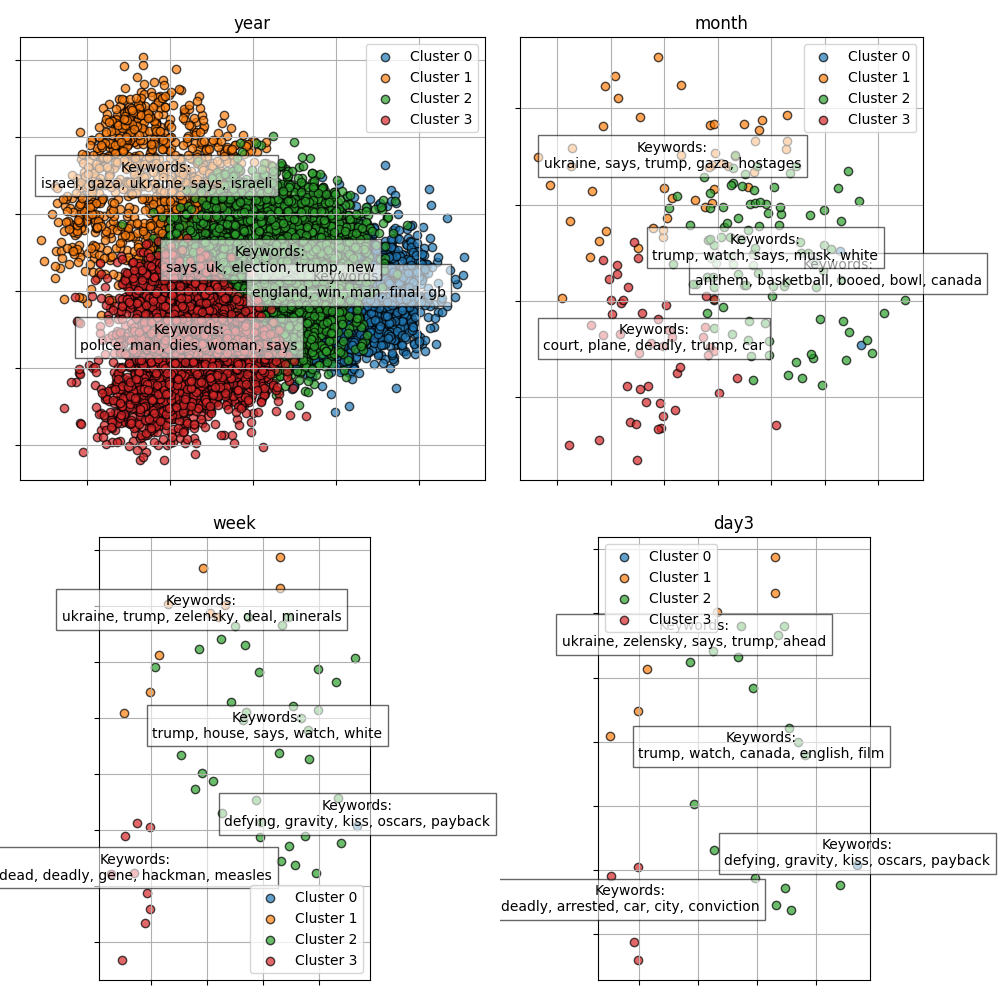 year
Cluster 0
Cluster 1
Cluster 2
Cluster 3
Keywords:
israel, gaza, ukraine, says, israeli
Keywords:
says, uk, election, trump, new
Keywords:
england, win, man, final, gb
Keywords:
police, man, dies, woman, says
month
Cluster 0
Cluster 1
Cluster 2
Cluster 3
Keywords:
ukraine, says, trump, gaza, hostages
Keywords:
trump, watch, says, musk, white
Keywords:
anthem, basketball, booed, bowl, canada
Keywords:
court, plane, deadly, trump, car
week
Keywords:
ukraine, trump, zelensky, deal, minerals
Keywords:
trump, house, says, watch, white
Keywords:
defying, gravity, kiss, oscars, payback
Keywords:
dead, deadly, gene, hackman, measles
Cluster 0
Cluster 1
Cluster 2
Cluster 3
day3
Cluster 0
Cluster 1
Cluster 2
Cluster 3
Keywords:
ukraine, zelensky, says, trump, ahead
Keywords:
trump, watch, canada, english, film
Keywords:
defying, gravity, kiss, oscars, payback
Keywords:
deadly, arrested, car, city, conviction